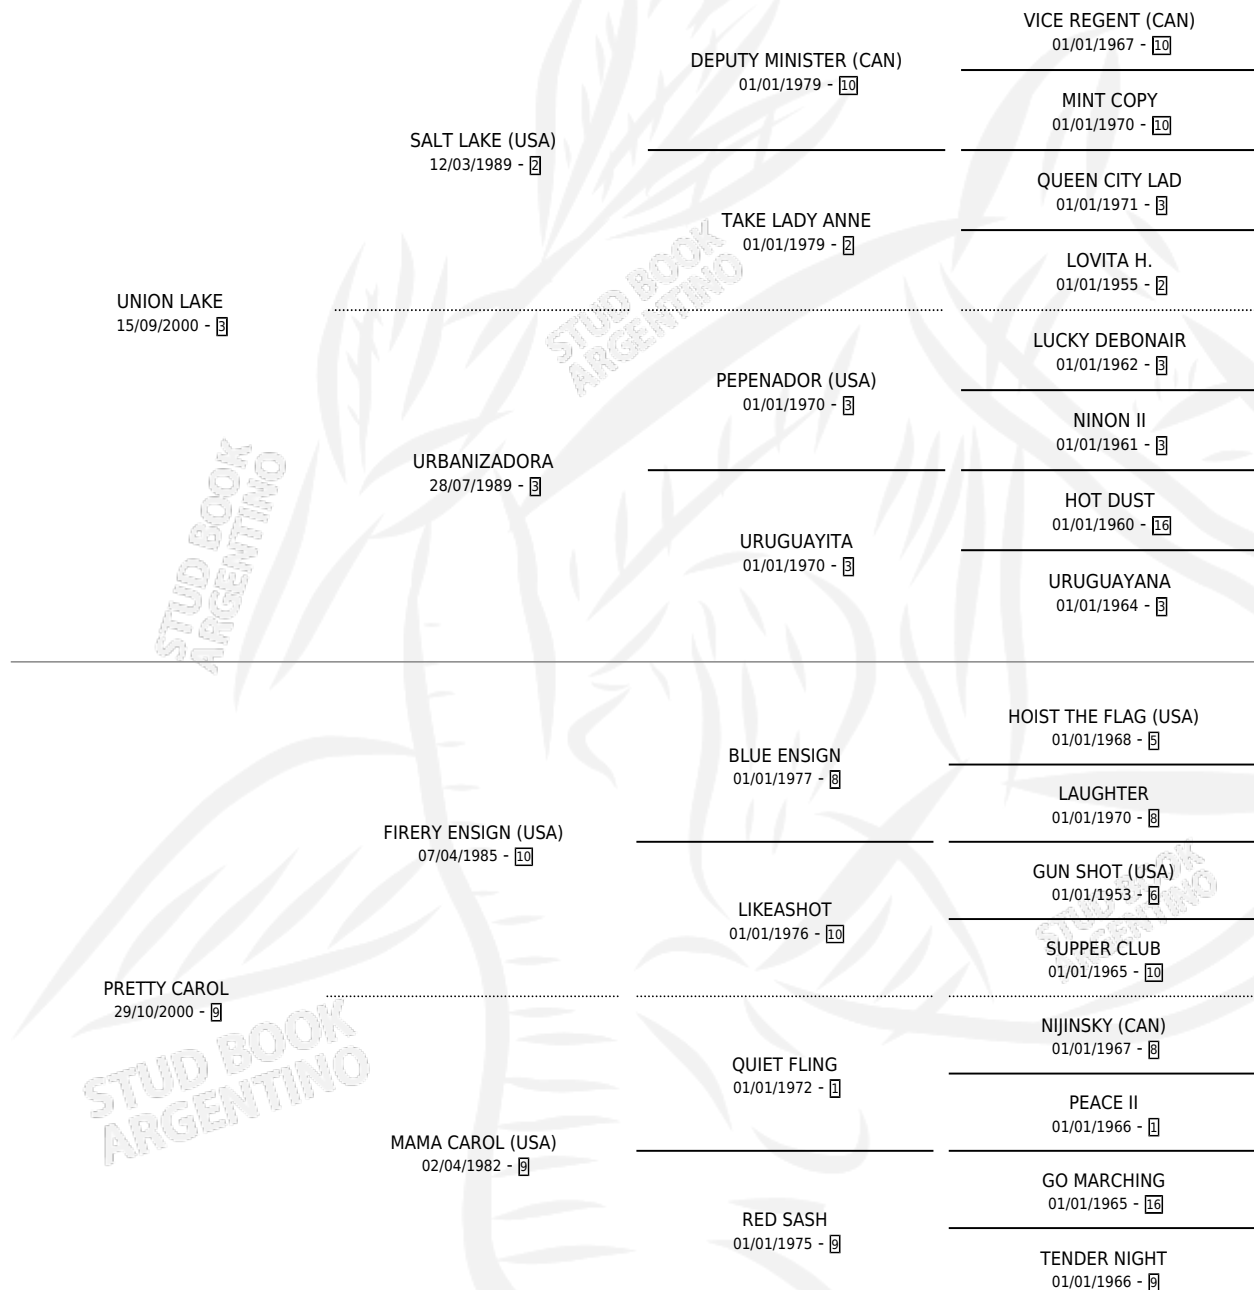 VICE REGENT (CAN)
01/01/1967 - 10
DEPUTY MINISTER (CAN)
01/01/1979 - 10
MINT COPY
01/01/1970 - 10
SALT LAKE (USA)
12/03/1989 - 2
QUEEN CITY LAD
01/01/1971 - 3
TAKE LADY ANNE
01/01/1979 - 2
LOVITA H.
01/01/1955 - 2
UNION LAKE
15/09/2000 - 3
LUCKY DEBONAIR
01/01/1962 - 3
PEPENADOR (USA)
01/01/1970 - 3
NINON II
01/01/1961 - 3
URBANIZADORA
28/07/1989 - 3
HOT DUST
01/01/1960 - 16
URUGUAYITA
01/01/1970 - 3
URUGUAYANA
01/01/1964 - 3
HOIST THE FLAG (USA)
01/01/1968 - 5
BLUE ENSIGN
01/01/1977 - 8
LAUGHTER
01/01/1970 - 8
FIRERY ENSIGN (USA)
07/04/1985 - 10
GUN SHOT (USA)
01/01/1953 - 6
LIKEASHOT
01/01/1976 - 10
SUPPER CLUB
01/01/1965 - 10
PRETTY CAROL
29/10/2000 - 9
NIJINSKY (CAN)
01/01/1967 - 8
QUIET FLING
01/01/1972 - 1
PEACE II
01/01/1966 - 1
MAMA CAROL (USA)
02/04/1982 - 9
GO MARCHING
01/01/1965 - 16
RED SASH
01/01/1975 - 9
TENDER NIGHT
01/01/1966 - 9
STUD BOOK
ARGENTINO
STUD BOOK
ARGENTINO
STUD BOOK
ARGENTINO
STUD BOOK
ARGENTINO